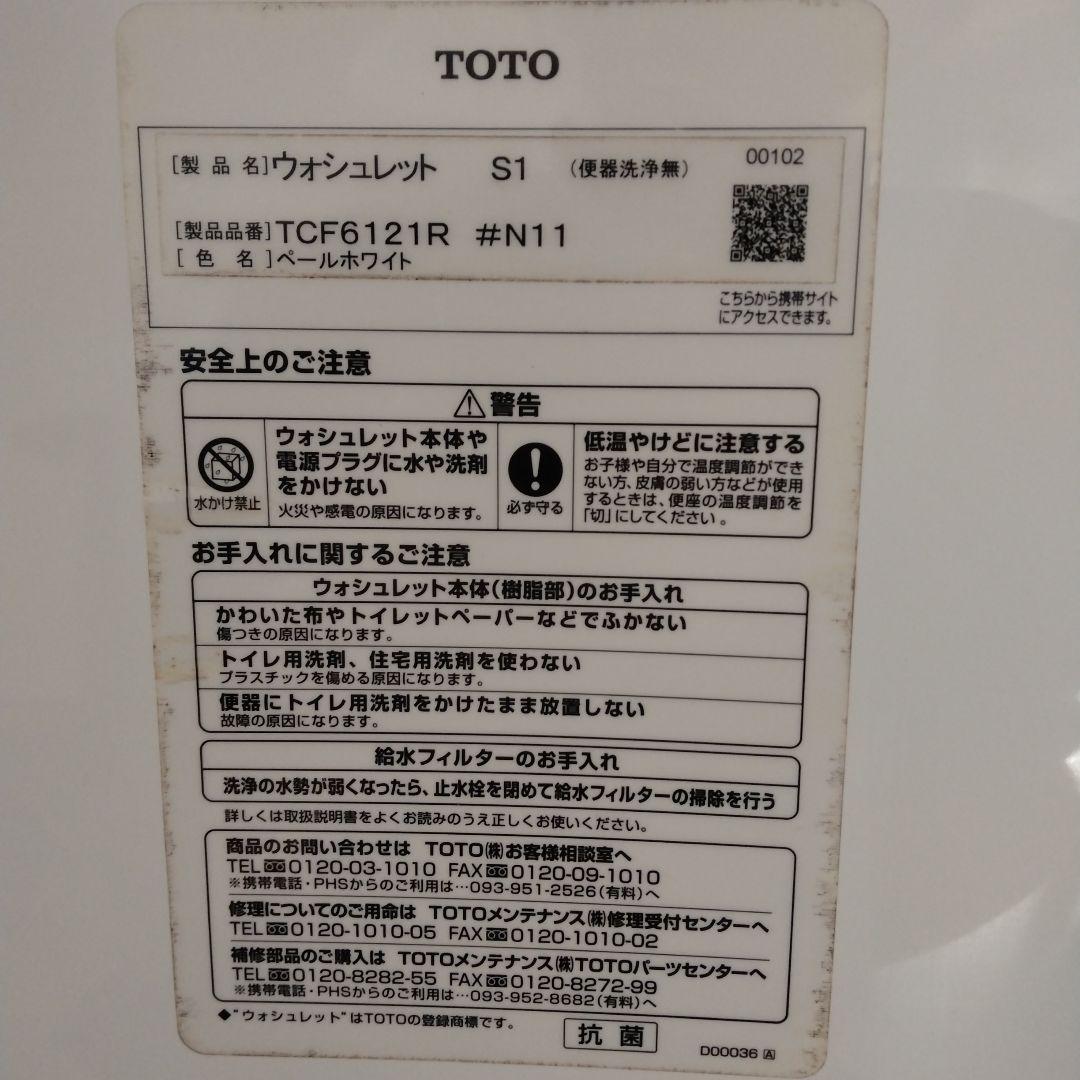 TOTO
[製品名]ウォシュレット S1 (便器洗浄無)
00102
[製品品番]TCF6121R #N11
[色名]ペールホワイト
こちらから携帯サイト
にアクセスできます。
安全上のご注意
⚠警告
水かけ禁止
ウォシュレット本体や
電源プラグに水や洗剤
をかけない
火災や感電の原因になります。
必ず守る
低温やけどに注意する
お子様や自分で温度調節ができ
ない方、皮膚の弱い方などが使用
するときは、便座の温度調節を
「切」にしてください。
お手入れに関するご注意
ウォシュレット本体(樹脂部)のお手入れ
かわいた布やトイレットペーパーなどでふかない
傷つきの原因になります。
トイレ用洗剤、住宅用洗剤を使わない
プラスチックを傷める原因になります。
便器にトイレ用洗剤をかけたまま放置しない
故障の原因になります。
給水フィルターのお手入れ
洗浄の水勢が弱くなったら、止水栓を閉めて給水フィルターの掃除を行う
詳しくは取扱説明書をよくお読みのうえ正しくお使いください。
商品のお問い合わせは TOTO(株)お客様相談室へ
TEL 0120-03-1010 FAX 0120-09-1010
※携帯電話・PHSからのご利用は…093-951-2526(有料)へ
修理についてのご用命は TOTOメンテナンス(株)修理受付センターへ
TEL 0120-1010-05 FAX 0120-1010-02
補修部品のご購入は TOTOメンテナンス(株)TOTOパーツセンターへ
TEL 0120-8282-55 FAX 0120-8272-99
※携帯電話・PHSからのご利用は…093-952-8682(有料)へ
◆"ウォシュレット"はTOTOの登録商標です。
抗菌
D00036 A